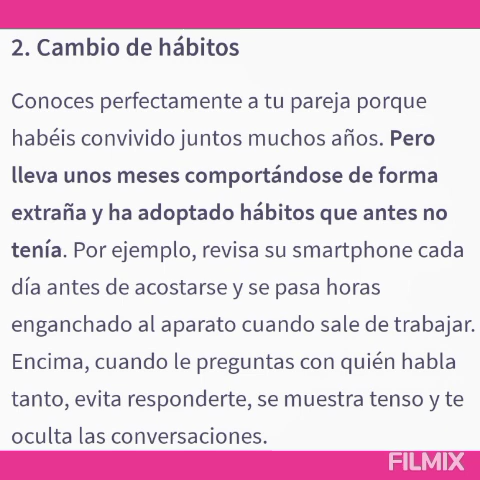 2. Cambio de hábitos
Conoces perfectamente a tu pareja porque
habéis convivido juntos muchos años. Pero
lleva unos meses comportándose de forma
extraña y ha adoptado hábitos que antes no
tenía. Por ejemplo, revisa su smartphone cada
día antes de acostarse y se pasa horas
enganchado al aparato cuando sale de trabajar.
Encima, cuando le preguntas con quién habla
tanto, evita responderte, se muestra tenso y te
oculta las conversaciones.
FILMIX